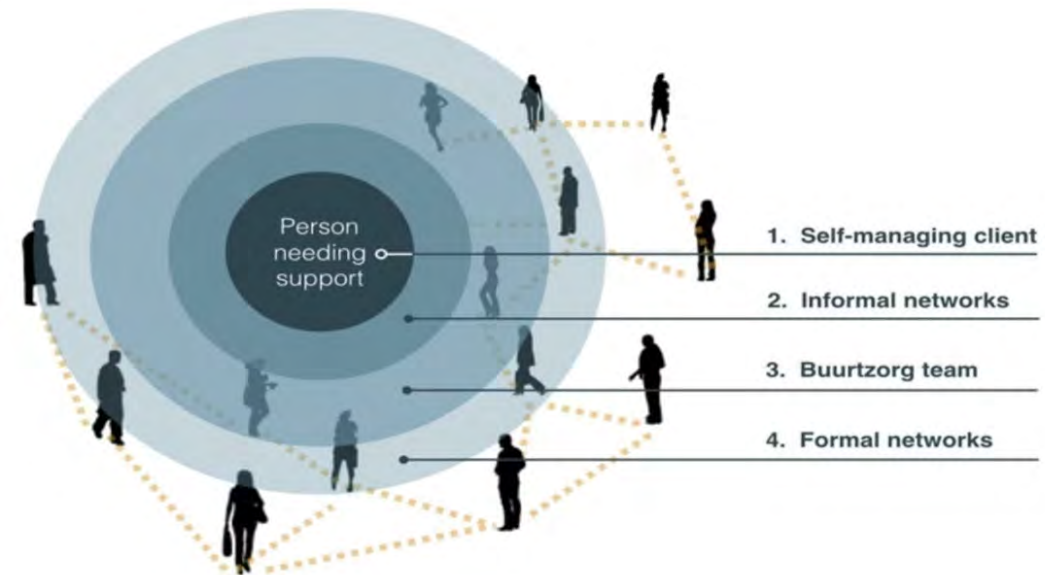 Person
needing
support
1. Self-managing client
2. Informal networks
3. Buurtzorg team
4. Formal networks